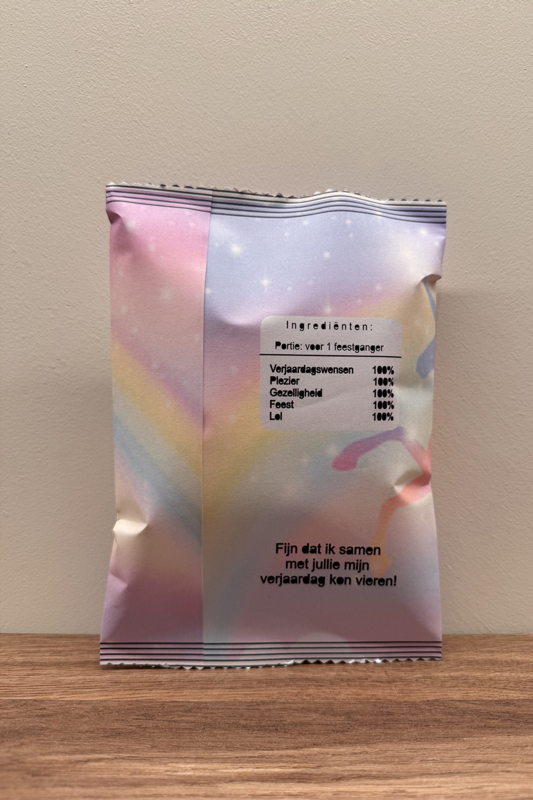 Ingrediënten:
Portie: voor 1 feestganger
Verjaardagswensen 100%
Plezier 100%
Gezelligheid 100%
Feest 100%
Lol 100%
Fijn dat ik samen
met jullie mijn
verjaardag kon vieren!